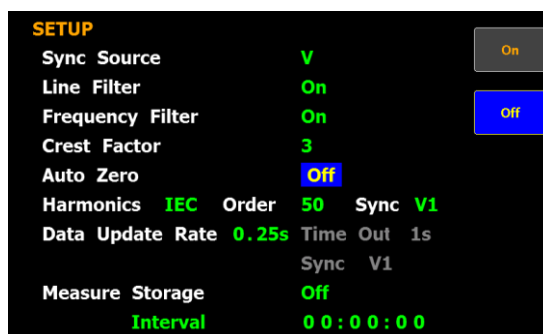 SETUP
Sync Source V
On
Line Filter On
Frequency Filter On
Off
Crest Factor 3
Auto Zero Off
Harmonics IEC Order 50 Sync V1
Data Update Rate 0.25s Time Out 1s
Sync V1
Measure Storage Off
Interval 00:00:00